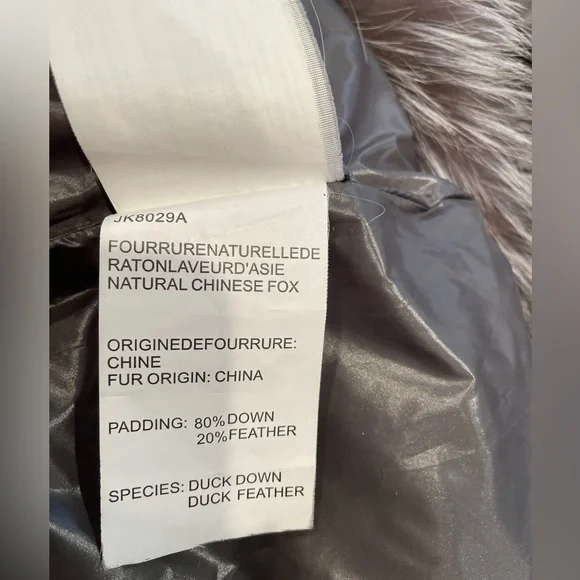 JK8029A
FOURRURENATURELLEDE
RATONLAVEURD'ASIE
NATURAL CHINESE FOX
ORIGINEDEFOURRURE:
CHINE
FUR ORIGIN: CHINA
PADDING: 80%DOWN
20%FEATHER
SPECIES: DUCK DOWN
DUCK FEATHER